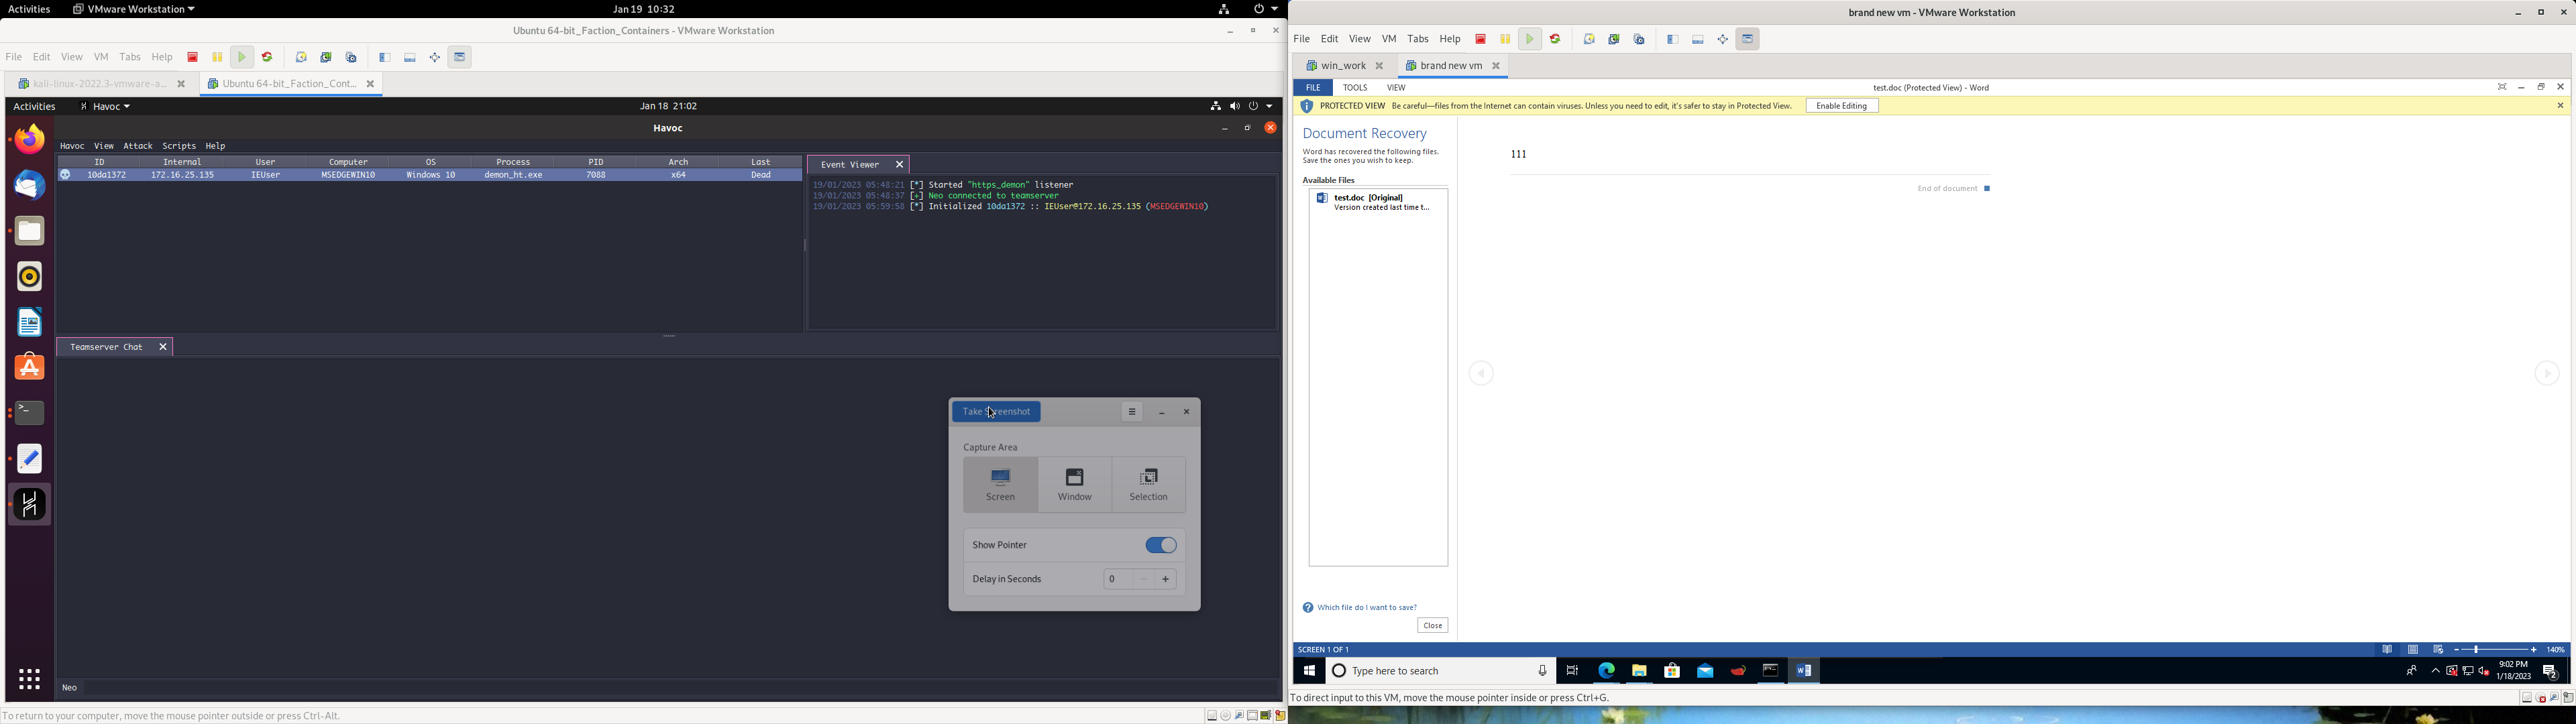 Activities VMware Workstation Jan 19 10:32
Ubuntu 64-bit_Faction_Containers - VMware Workstation
File Edit View VM Tabs Help
kali-linux-2022.3-vmware-a... Ubuntu 64-bit_Faction_Cont...
Activities Havoc Jan 18 21:02
Havoc
Havoc View Attack Scripts Help
ID Internal User Computer OS Process PID Arch Last
10da1372 172.16.25.135 IEUser MSEDGEWIN10 Windows 10 demon_ht.exe 7088 x64 Dead
Event Viewer
19/01/2023 05:48:21 [*] Started "https_demon" listener
19/01/2023 05:48:37 [+] Neo connected to teamserver
19/01/2023 05:59:58 [*] Initialized 10da1372 :: IEUser@172.16.25.135 (MSEDGEWIN10)
Teamserver Chat
Take Screenshot
Capture Area
Screen Window Selection
Show Pointer
Delay in Seconds 0 − +
Neo
To return to your computer, move the mouse pointer outside or press Ctrl-Alt.
brand new vm - VMware Workstation
File Edit View VM Tabs Help
win_work brand new vm
FILE TOOLS VIEW test.doc (Protected View) - Word
PROTECTED VIEW Be careful—files from the Internet can contain viruses. Unless you need to edit, it's safer to stay in Protected View. Enable Editing
Document Recovery
Word has recovered the following files.
Save the ones you wish to keep.
Available Files
test.doc [Original]
Version created last time t...
111
End of document
Which file do I want to save?
Close
SCREEN 1 OF 1 140%
Type here to search
9:02 PM
1/18/2023
2
To direct input to this VM, move the mouse pointer inside or press Ctrl+G.